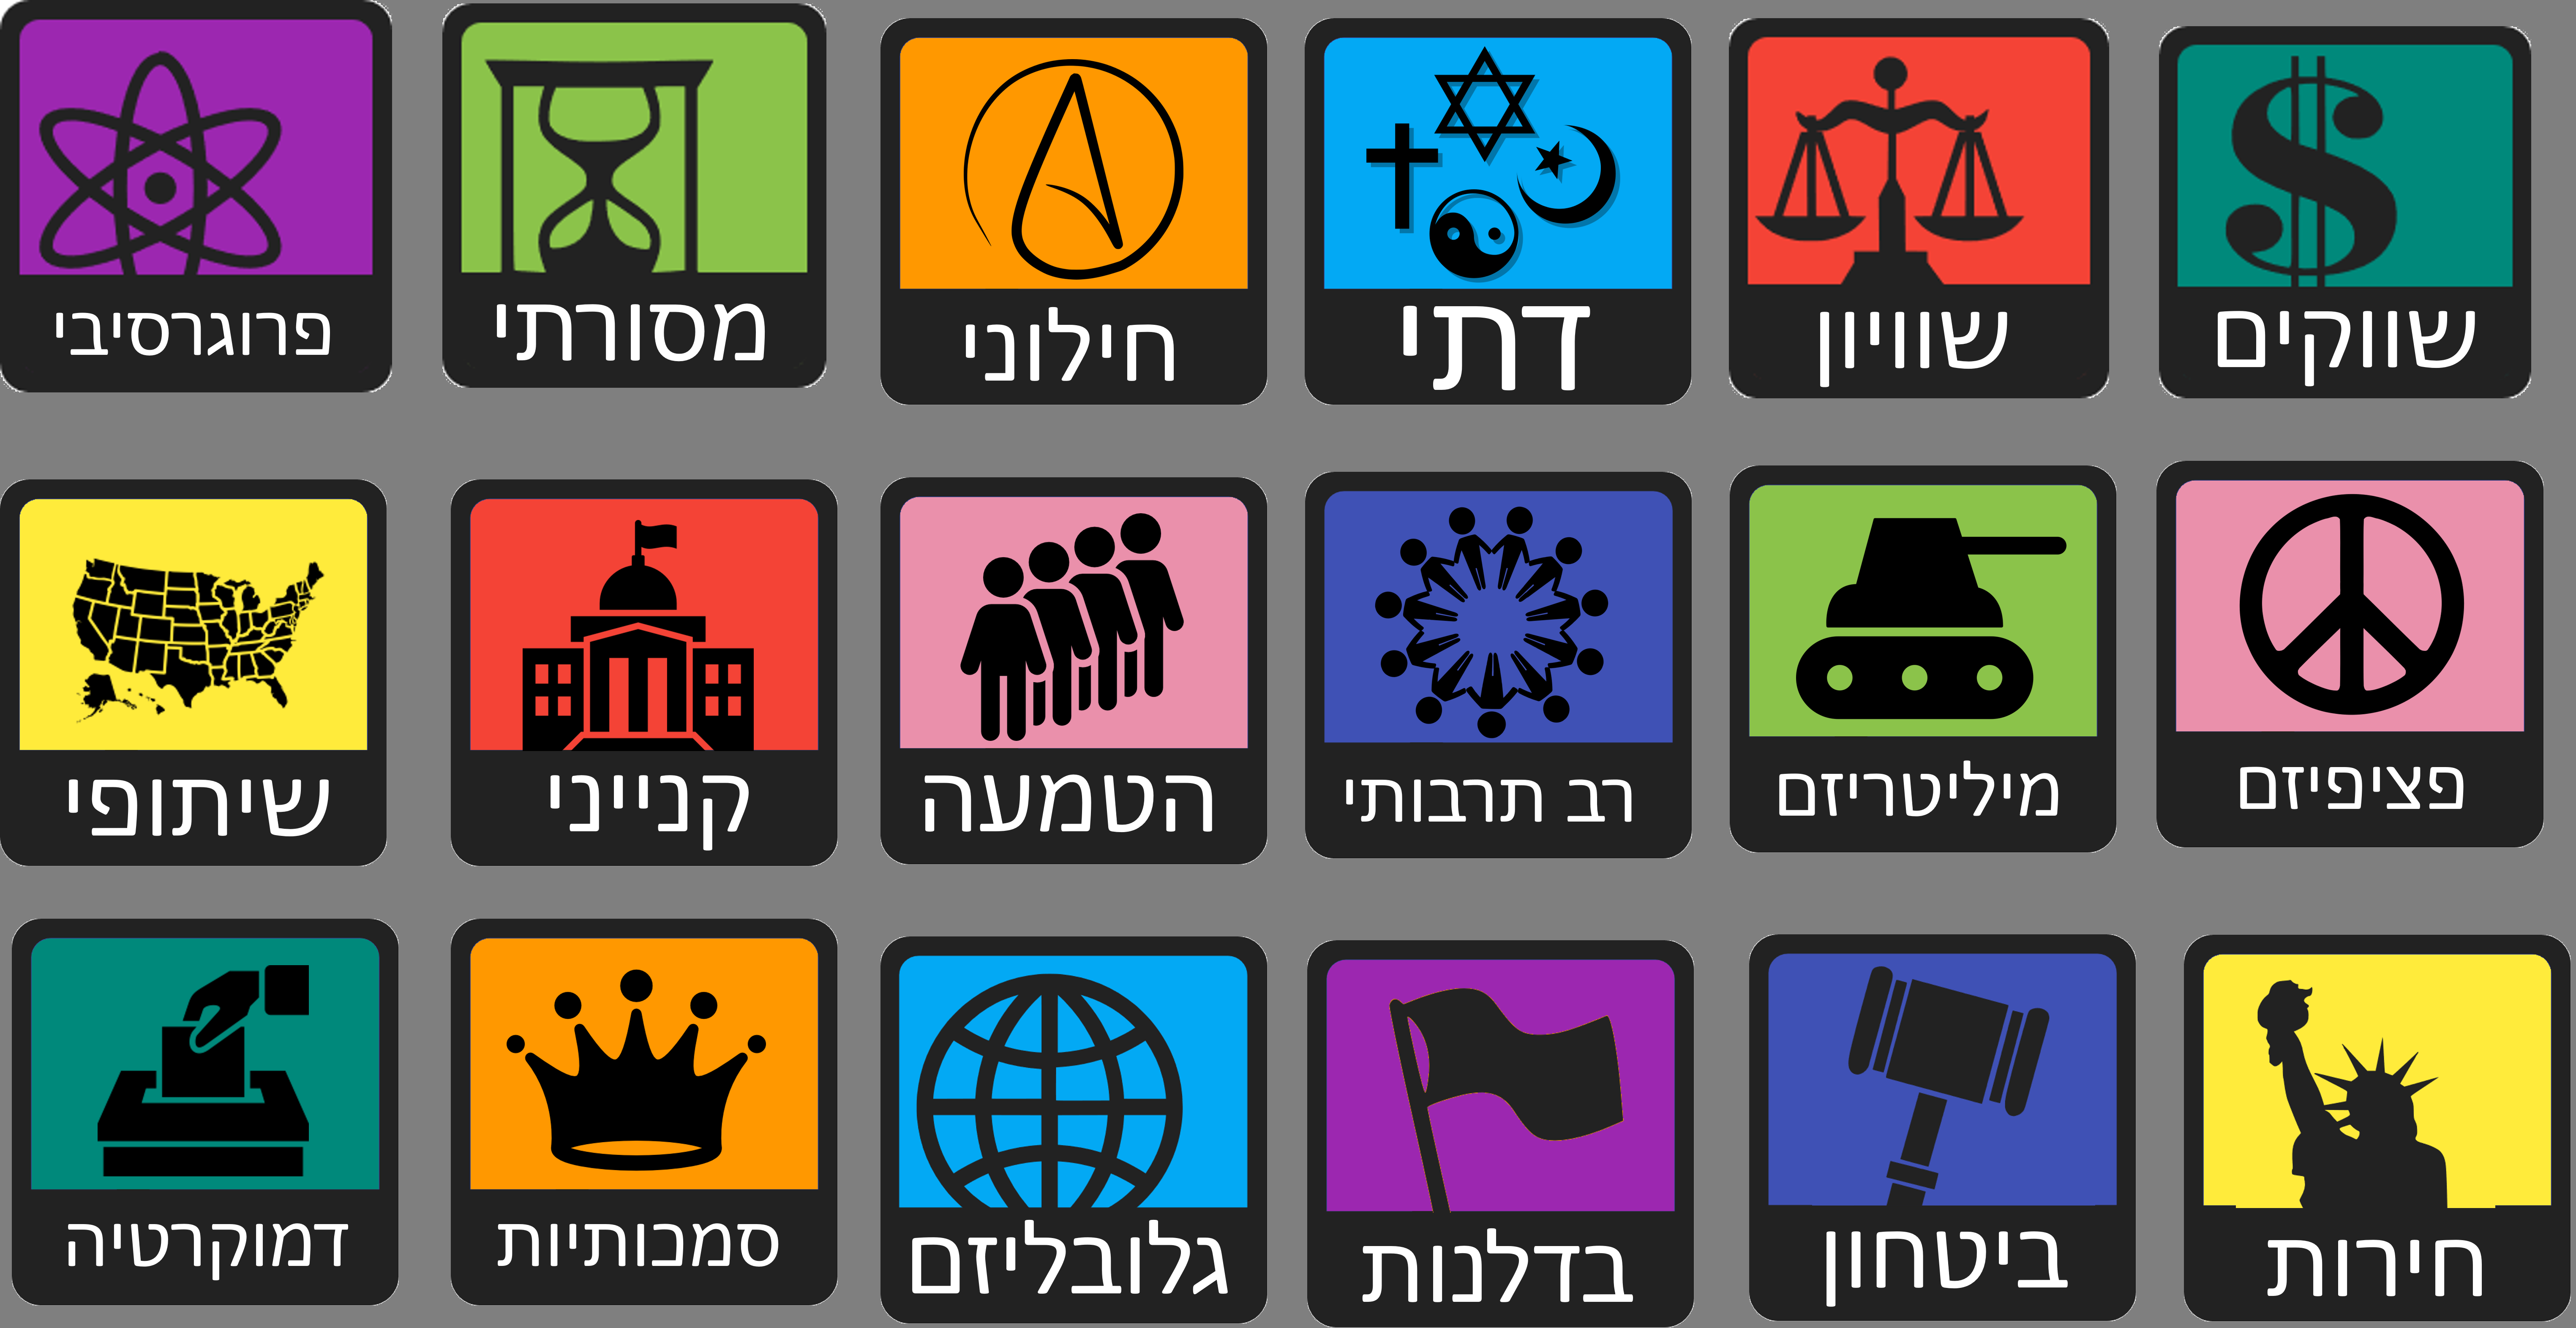 פרוגרסיבי
מסורתי
חילוני
דתי
שוויון
שווקים
שיתופי
קנייני
הטמעה
רב תרבותי
מיליטריזם
פציפיזם
דמוקרטיה
סמכותיות
גלובליזם
בדלנות
ביטחון
חירות